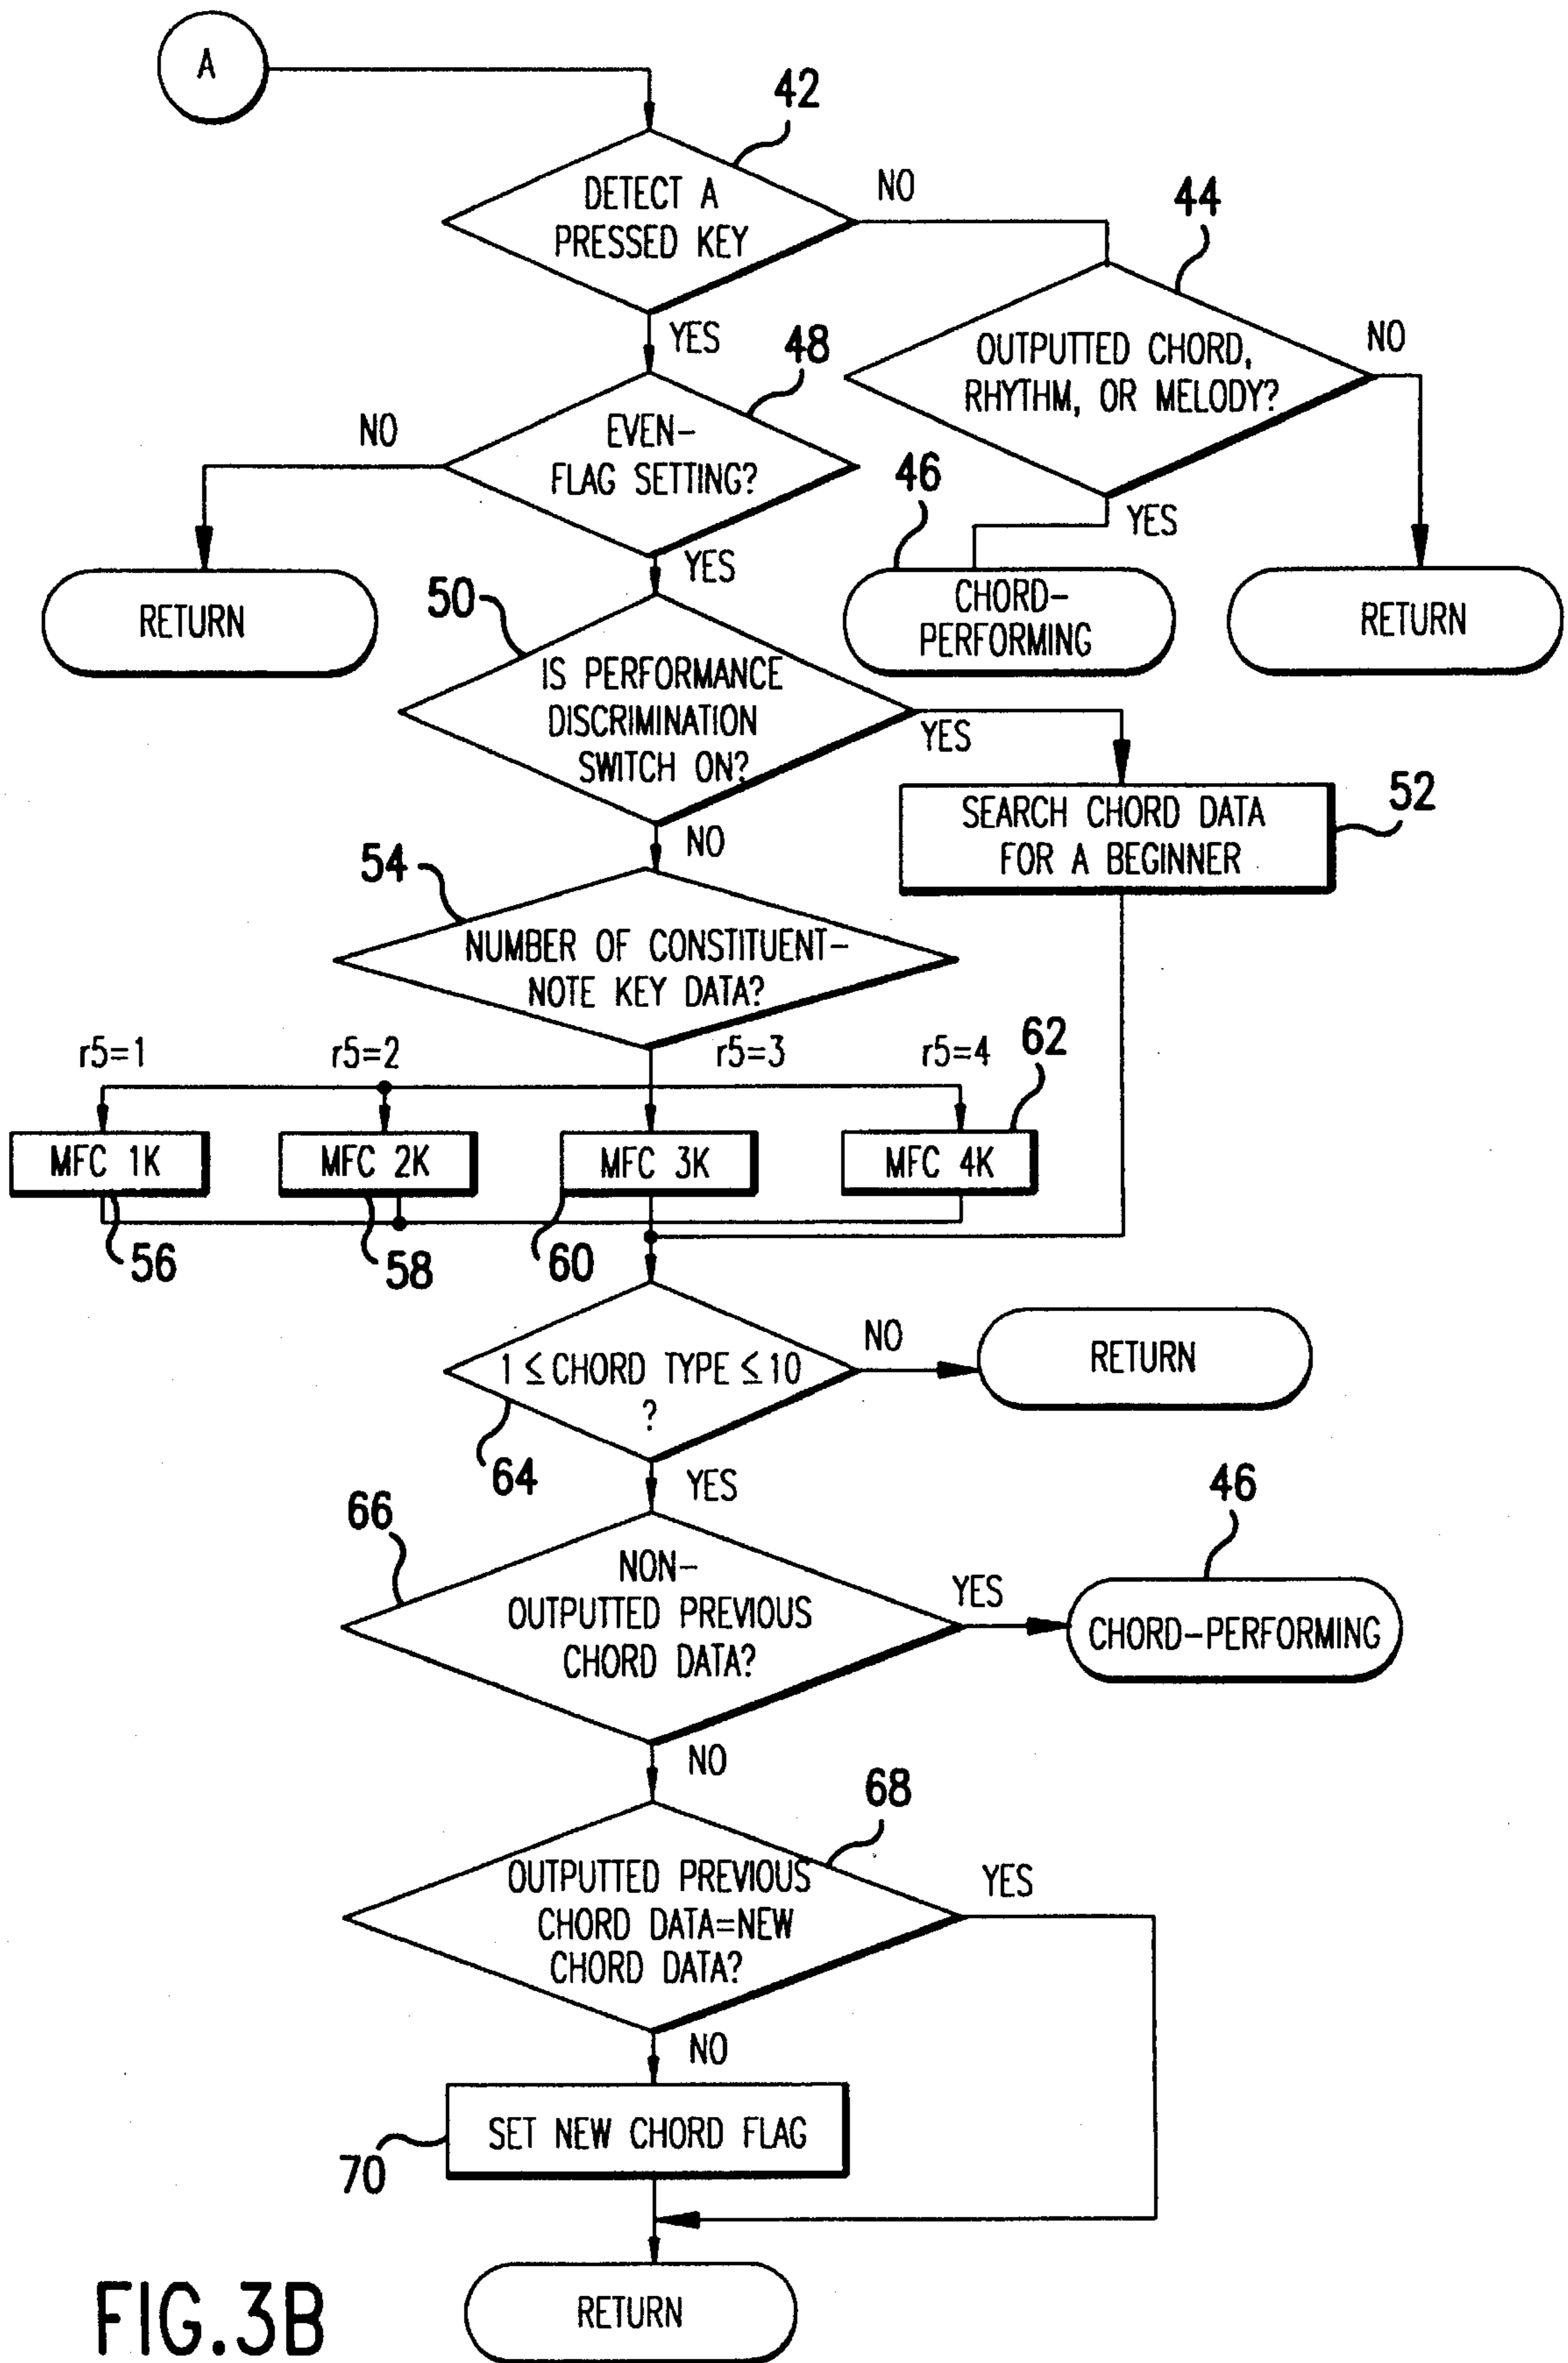 A
42
DETECT A
PRESSED KEY
NO
44
YES
OUTPUTTED CHORD,
RHYTHM, OR MELODY?
NO
48
NO
EVEN-
FLAG SETTING?
46
YES
YES
RETURN
CHORD-
PERFORMING
RETURN
50
IS PERFORMANCE
DISCRIMINATION
SWITCH ON?
YES
52
SEARCH CHORD DATA
FOR A BEGINNER
NO
54
NUMBER OF CONSTITUENT-
NOTE KEY DATA?
r5=1
r5=2
r5=3
r5=4
62
MFC 1K
MFC 2K
MFC 3K
MFC 4K
56
58
60
1 ≤ CHORD TYPE ≤ 10
?
NO
RETURN
64
YES
66
46
NON-
OUTPUTTED PREVIOUS
CHORD DATA?
YES
CHORD-PERFORMING
NO
68
OUTPUTTED PREVIOUS
CHORD DATA=NEW
CHORD DATA?
YES
NO
SET NEW CHORD FLAG
70
RETURN
FIG.3B